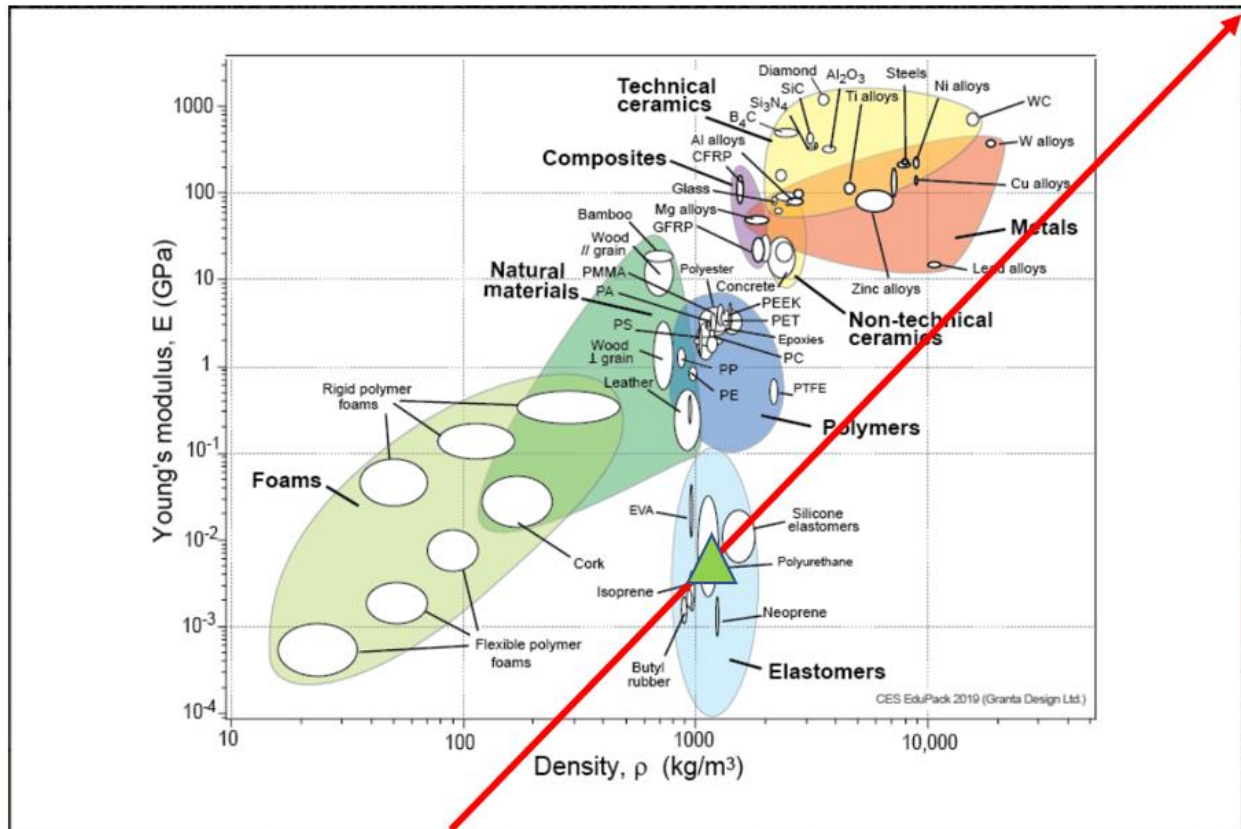 Diamond
Al2O3
Steels
Ni alloys
Technical
ceramics
SiC
Si3N4
Ti alloys
B4C
WC
1000
Al alloys
CFRP
W alloys
Composites
100
Glass
Cu alloys
Mg alloys
Bamboo
GFRP
Metals
Wood
// grain
Polyester
Natural
materials
PMMA
Concrete
Lead alloys
Zinc alloys
10
PA
PEEK
PET
Non-technical
ceramics
PS
Epoxies
Wood
⊥ grain
PC
1
PP
Leather
PE
PTFE
Rigid polymer
foams
Polymers
10-1
Foams
EVA
Silicone
elastomers
10-2
Cork
Polyurethane
Isoprene
Neoprene
10-3
Flexible polymer
foams
Butyl
rubber
Elastomers
CES EduPack 2019 (Granta Design Ltd.)
10-4
Young's modulus, E (GPa)
10
100
1000
10,000
Density, ρ (kg/m3)